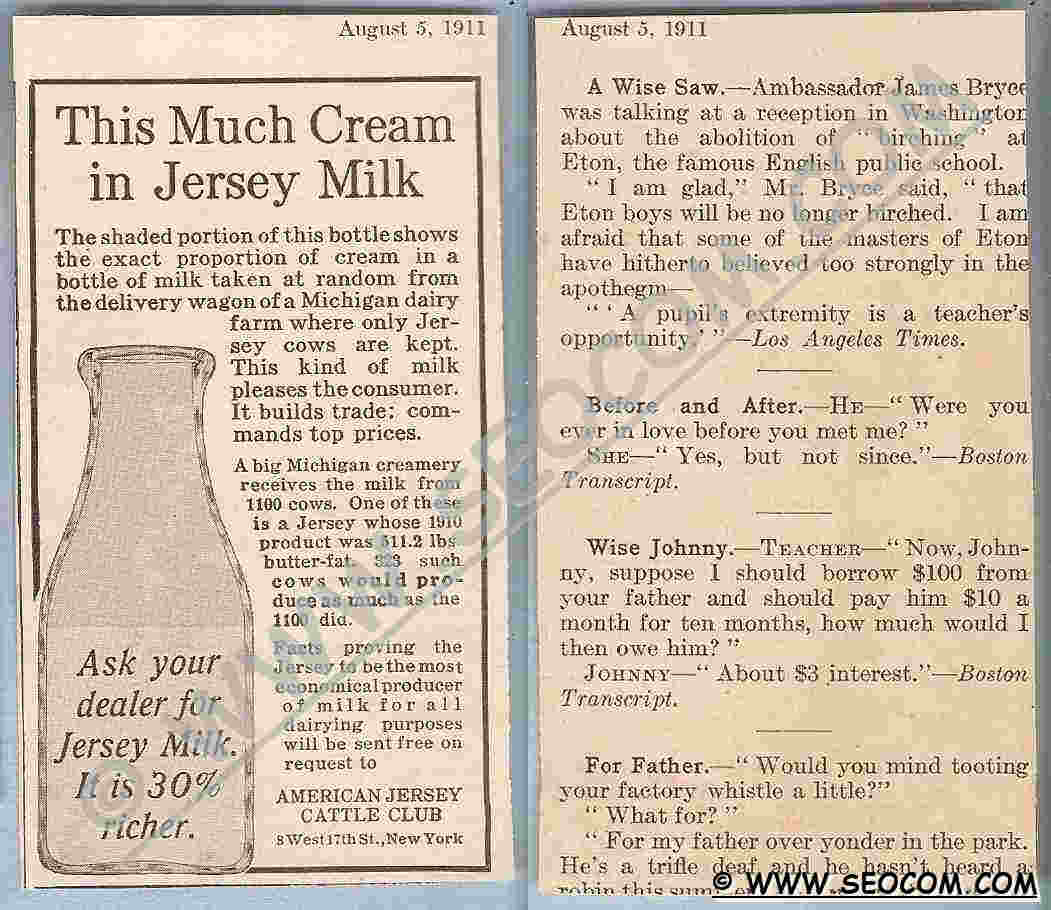 August 5, 1911
This Much Cream
in Jersey Milk
The shaded portion of this bottle shows
the exact proportion of cream in a
bottle of milk taken at random from
the delivery wagon of a Michigan dairy
farm where only Jer-
sey cows are kept.
This kind of milk
pleases the consumer.
It builds trade; com-
mands top prices.
A big Michigan creamery
receives the milk from
1100 cows. One of these
is a Jersey whose 1910
product was 511.2 lbs
butter-fat. 323 such
cows would pro-
duce as much as the
1100 did.
Facts proving the
Jersey to be the most
economical producer
of milk for all
dairying purposes
will be sent free on
request to
AMERICAN JERSEY
CATTLE CLUB
8 West 17th St., New York
Ask your
dealer for
Jersey Milk.
It is 30%
richer.
August 5, 1911
A Wise Saw.—Ambassador James Bryce
was talking at a reception in Washington
about the abolition of "birching" at
Eton, the famous English public school.
"I am glad," Mr. Bryce said, "that
Eton boys will be no longer birched. I am
afraid that some of the masters of Eton
have hitherto believed too strongly in the
apothegm—
"'A pupil's extremity is a teacher's
opportunity.'"—Los Angeles Times.
Before and After.—HE—"Were you
ever in love before you met me?"
SHE—"Yes, but not since."—Boston
Transcript.
Wise Johnny.—TEACHER—"Now, John-
ny, suppose I should borrow $100 from
your father and should pay him $10 a
month for ten months, how much would I
then owe him?"
JOHNNY—"About $3 interest."—Boston
Transcript.
For Father.—"Would you mind tooting
your factory whistle a little?"
"What for?"
"For my father over yonder in the park.
He's a trifle deaf and he hasn't heard a
robin this
© WWW.SEOCOM.COM
© WWW.SEOCOM.COM